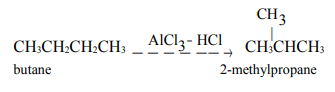 CH3
CH3CH2CH2CH3 AlCl3- HCl CH3CHCH3
butane 2-methylpropane